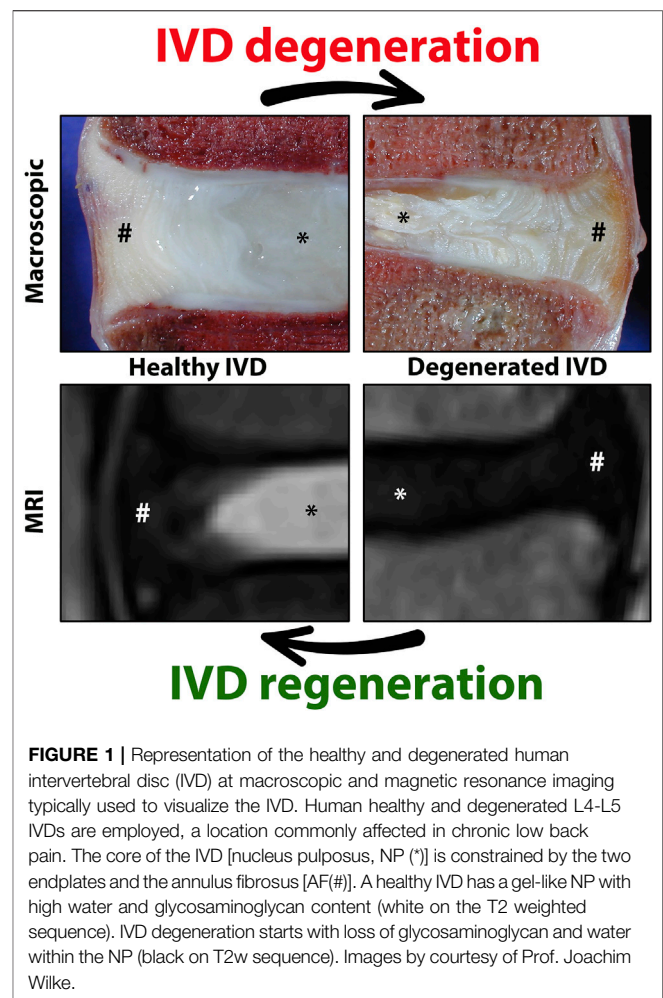 IVD degeneration
Macroscopic
#
*
*
#
Healthy IVD
Degenerated IVD
MRI
#
*
*
#
IVD regeneration
FIGURE 1 | Representation of the healthy and degenerated human
intervertebral disc (IVD) at macroscopic and magnetic resonance imaging
typically used to visualize the IVD. Human healthy and degenerated L4-L5
IVDs are employed, a location commonly affected in chronic low back
pain. The core of the IVD [nucleus pulposus, NP (*)] is constrained by the two
endplates and the annulus fibrosus [AF(#)]. A healthy IVD has a gel-like NP with
high water and glycosaminoglycan content (white on the T2 weighted
sequence). IVD degeneration starts with loss of glycosaminoglycan and water
within the NP (black on T2w sequence). Images by courtesy of Prof. Joachim
Wilke.